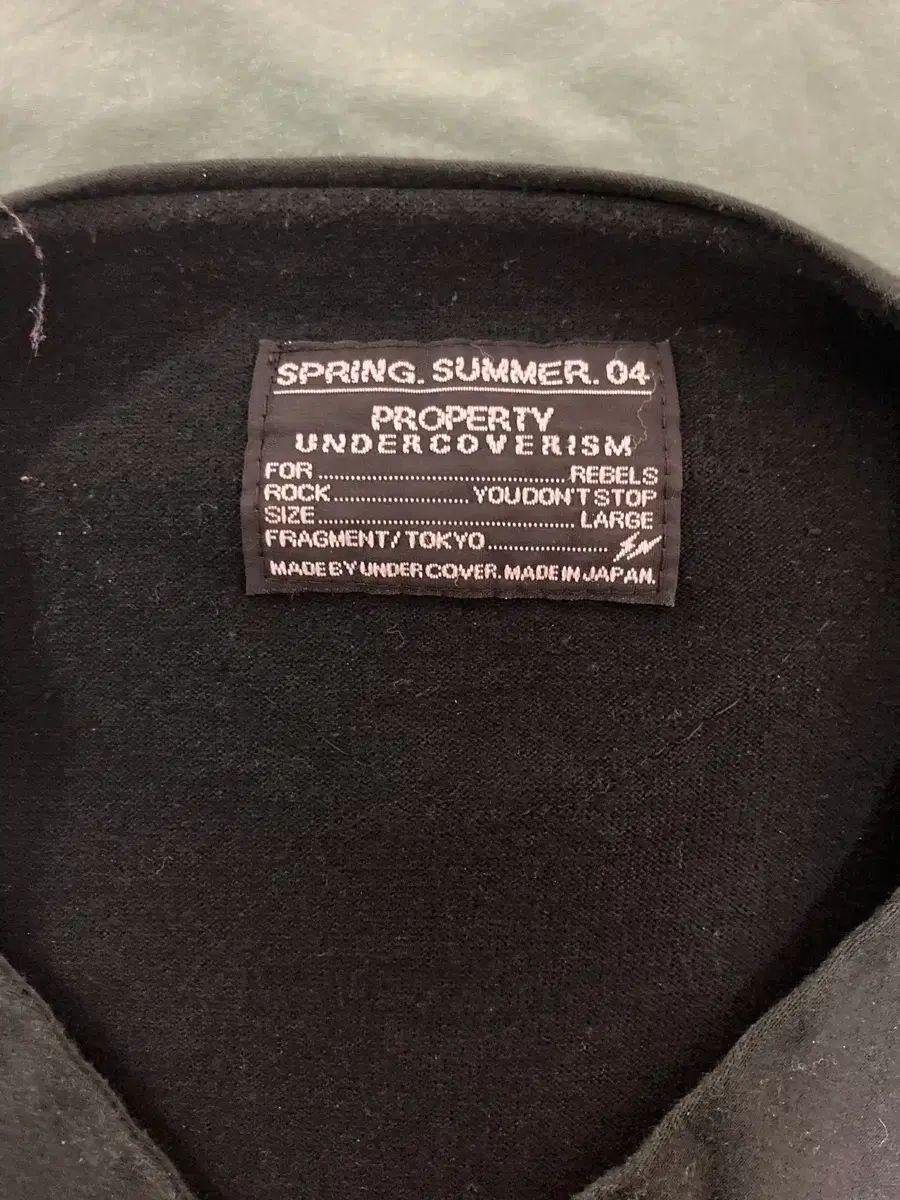 SPRING. SUMMER. 04
PROPERTY
UNDERCOVERISM
FOR..............................REBELS
ROCK.................YOU DON'T STOP
SIZE................................LARGE
FRAGMENT/TOKYO...............
MADE BY UNDER COVER. MADE IN JAPAN.